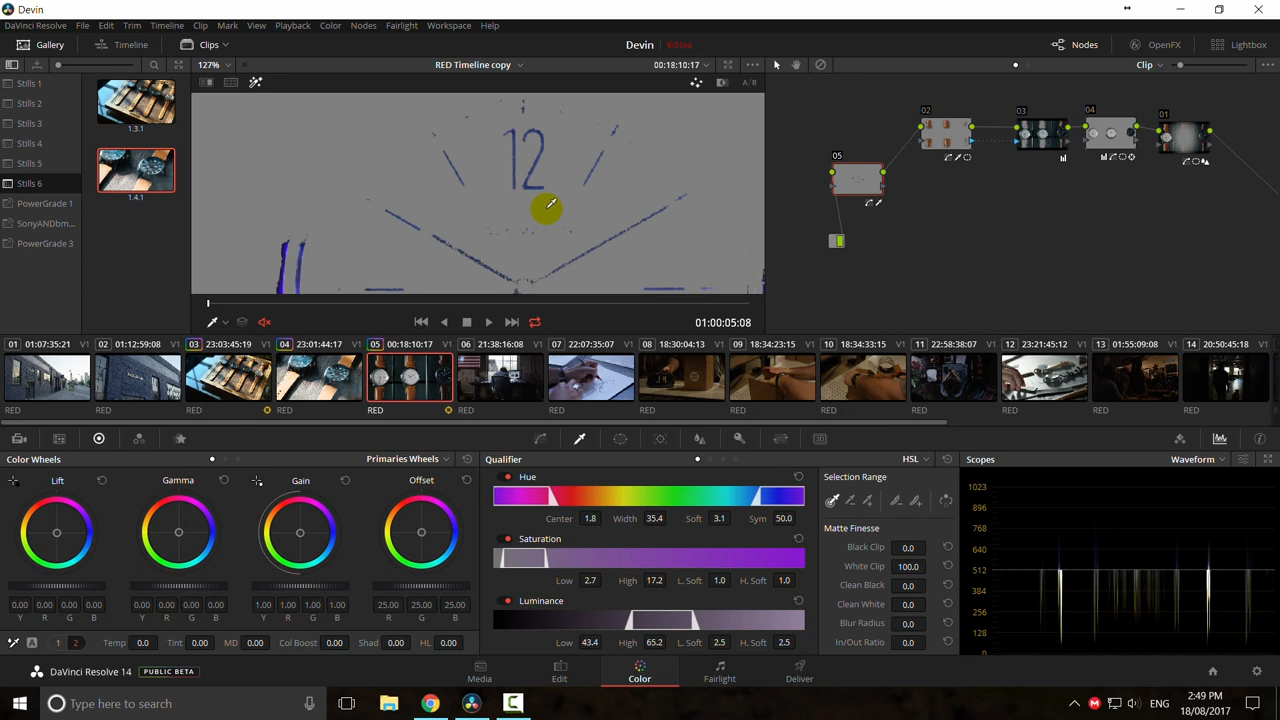 Devin
DaVinci Resolve File Edit Trim Timeline Clip Mark View Playback Color Nodes Fairlight Workspace Help
Gallery Timeline Clips Devin Edited Nodes OpenFX Lightbox
127% RED Timeline copy 00:18:10:17 Clip
Stills 1
Stills 2
Stills 3
Stills 4
Stills 5
Stills 6
PowerGrade 1
SonyANDbm...
PowerGrade 3
1.3.1
1.4.1
A/B
12
02 03 04 01
05
01:00:05:08
01 01:07:35:21 V1 02 01:12:59:08 V1 03 23:03:45:19 V1 04 23:01:44:17 V1 05 00:18:10:17 V1 06 21:38:16:08 V1 07 22:07:35:07 V1 08 18:30:04:13 V1 09 18:34:23:15 V1 10 18:34:33:15 V1 11 22:58:38:07 V1 12 23:21:45:12 V1 13 01:55:09:08 V1 14 20:50:45:18 V1
RED RED RED RED RED RED RED RED RED RED RED RED RED RED
Color Wheels Primaries Wheels
Lift Gamma Gain Offset
0.00 0.00 0.00 0.00 0.00 0.00 0.00 0.00 1.00 1.00 1.00 1.00 25.00 25.00 25.00
Y R G B Y R G B Y R G B R G B
A 1 2 Temp 0.0 Tint 0.00 MD 0.00 Col Boost 0.00 Shad 0.00 HL 0.00
Qualifier HSL
Hue
Center 1.8 Width 35.4 Soft 3.1 Sym 50.0
Saturation
Low 2.7 High 17.2 L. Soft 1.0 H. Soft 1.0
Luminance
Low 43.4 High 65.2 L. Soft 2.5 H. Soft 2.5
Selection Range
Matte Finesse
Black Clip 0.0
White Clip 100.0
Clean Black 0.0
Clean White 0.0
Blur Radius 0.0
In/Out Ratio 0.0
Scopes Waveform
1023
896
768
640
512
384
256
128
0
DaVinci Resolve 14 PUBLIC BETA
Media Edit Color Fairlight Deliver
Type here to search
ENG
2:49 PM
18/08/2017